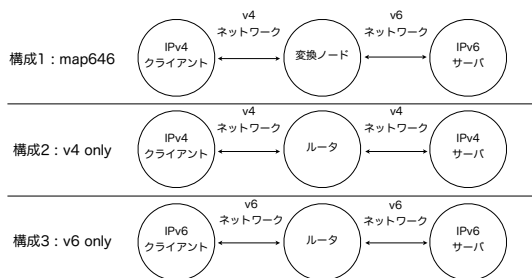 v4
ネットワーク
v6
ネットワーク
構成1 : map646
IPv4
クライアント
変換ノード
IPv6
サーバ
v4
ネットワーク
v4
ネットワーク
構成2 : v4 only
IPv4
クライアント
ルータ
IPv4
サーバ
v6
ネットワーク
v6
ネットワーク
構成3 : v6 only
IPv6
クライアント
ルータ
IPv6
サーバ